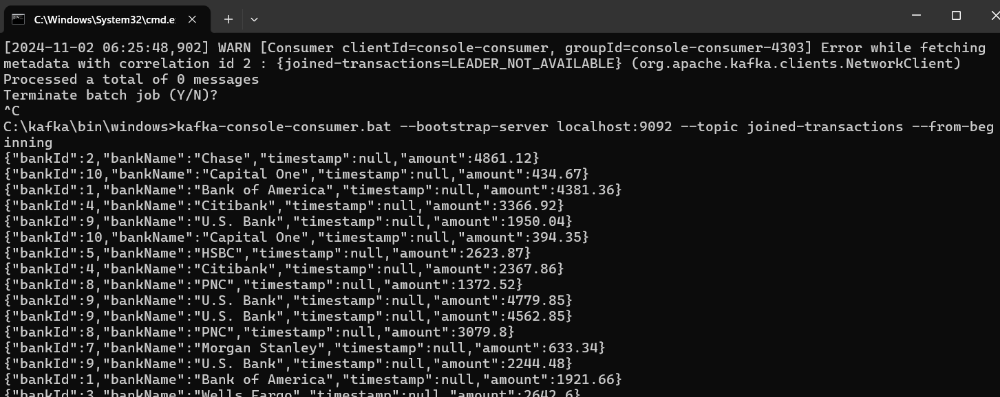 C:\Windows\System32\cmd.e
[2024-11-02 06:25:48,902] WARN [Consumer clientId=console-consumer, groupId=console-consumer-4303] Error while fetching
metadata with correlation id 2 : {joined-transactions=LEADER_NOT_AVAILABLE} (org.apache.kafka.clients.NetworkClient)
Processed a total of 0 messages
Terminate batch job (Y/N)?
^C
C:\kafka\bin\windows>kafka-console-consumer.bat --bootstrap-server localhost:9092 --topic joined-transactions --from-beg
inning
{"bankId":2,"bankName":"Chase","timestamp":null,"amount":4861.12}
{"bankId":10,"bankName":"Capital One","timestamp":null,"amount":434.67}
{"bankId":1,"bankName":"Bank of America","timestamp":null,"amount":4381.36}
{"bankId":4,"bankName":"Citibank","timestamp":null,"amount":3366.92}
{"bankId":9,"bankName":"U.S. Bank","timestamp":null,"amount":1950.04}
{"bankId":10,"bankName":"Capital One","timestamp":null,"amount":394.35}
{"bankId":5,"bankName":"HSBC","timestamp":null,"amount":2623.87}
{"bankId":4,"bankName":"Citibank","timestamp":null,"amount":2367.86}
{"bankId":8,"bankName":"PNC","timestamp":null,"amount":1372.52}
{"bankId":9,"bankName":"U.S. Bank","timestamp":null,"amount":4779.85}
{"bankId":9,"bankName":"U.S. Bank","timestamp":null,"amount":4562.85}
{"bankId":8,"bankName":"PNC","timestamp":null,"amount":3079.8}
{"bankId":7,"bankName":"Morgan Stanley","timestamp":null,"amount":633.34}
{"bankId":9,"bankName":"U.S. Bank","timestamp":null,"amount":2244.48}
{"bankId":1,"bankName":"Bank of America","timestamp":null,"amount":1921.66}
{"bankId":3,"bankName":"Wells Fargo","timestamp":null,"amount":2642.6}